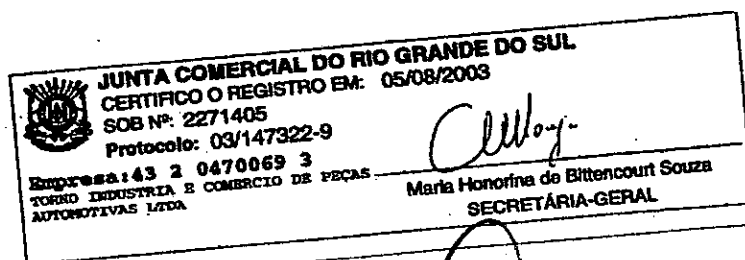 JUNTA COMERCIAL DO RIO GRANDE DO SUL
CERTIFICO O REGISTRO EM: 05/08/2003
SOB Nº: 2271405
Protocolo: 03/147322-9
Empresa:43 2 0470069 3
TORNO INDUSTRIA E COMERCIO DE PEÇAS
AUTOMOTIVAS LTDA
Maria Honorina de Bittencourt Souza
SECRETÁRIA-GERAL